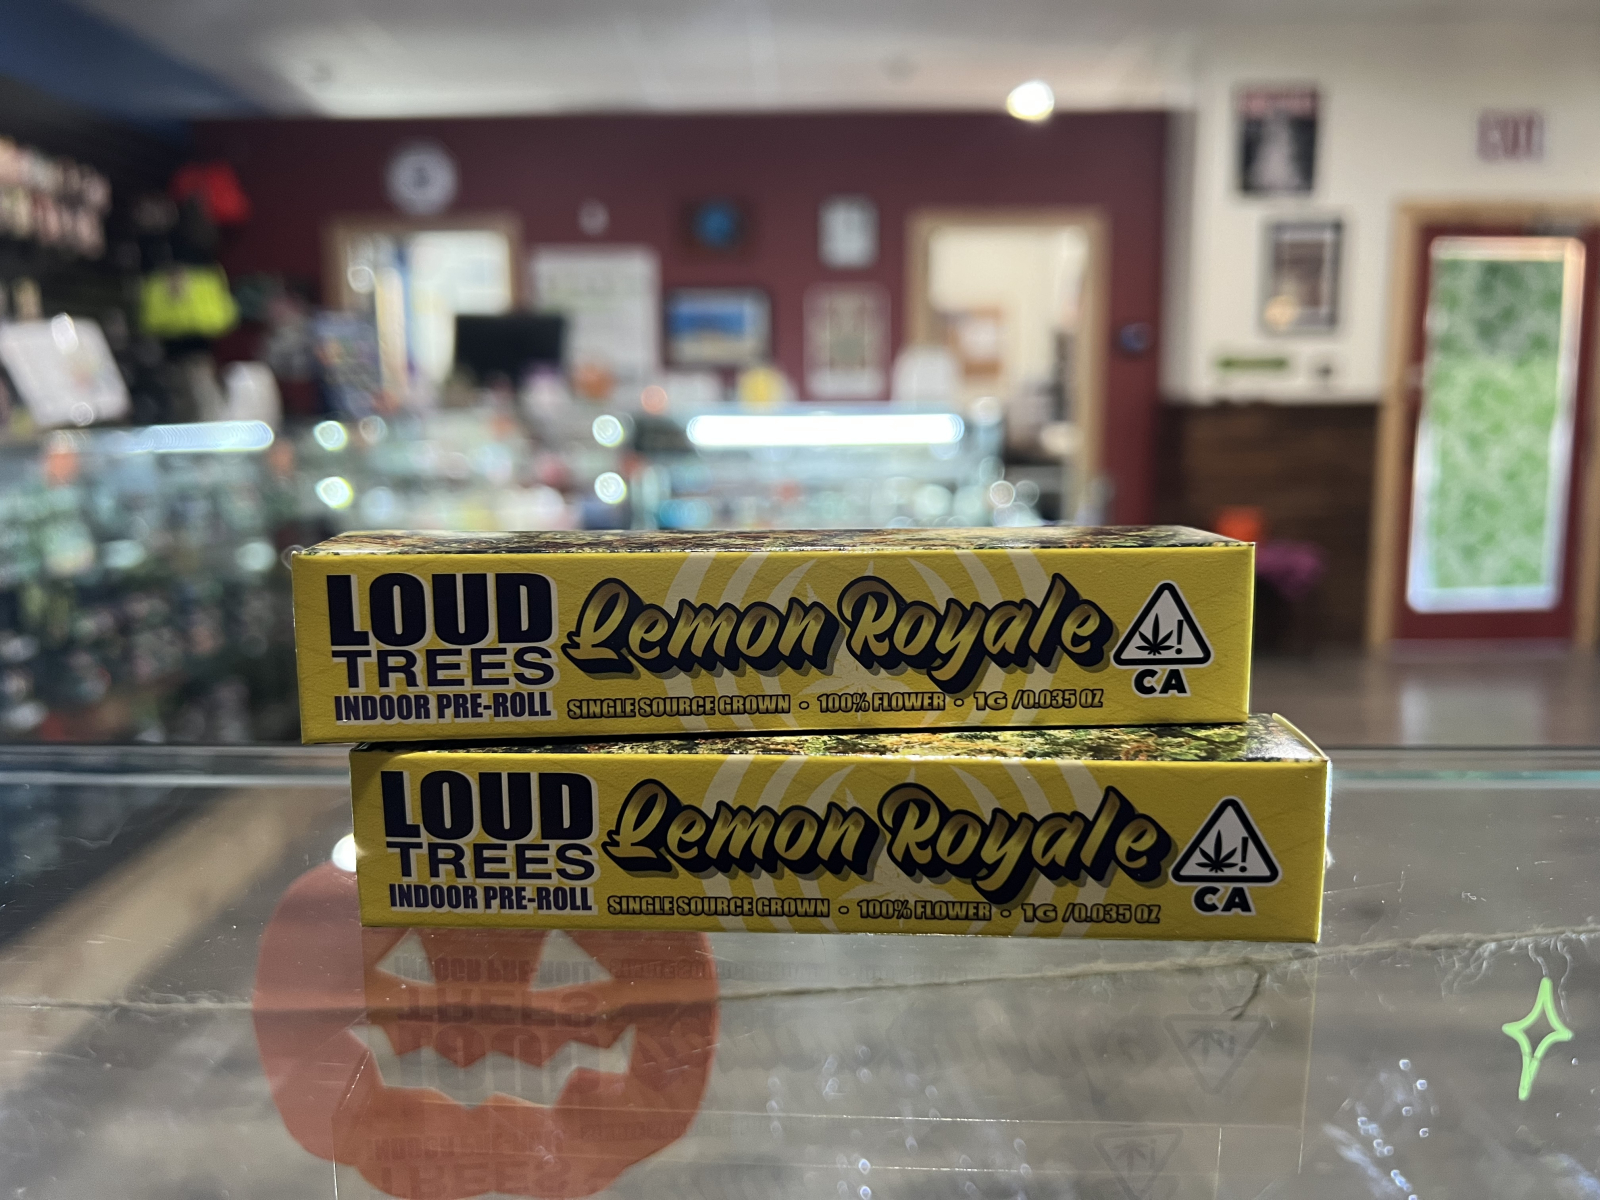 LOUD
TREES
INDOOR PRE-ROLL
Lemon Royale
SINGLE SOURCE GROWN • 100% FLOWER • 1G /0.035 OZ
!
CA
LOUD
TREES
INDOOR PRE-ROLL
Lemon Royale
SINGLE SOURCE GROWN • 100% FLOWER • 1G /0.035 OZ
!
CA
EXIT